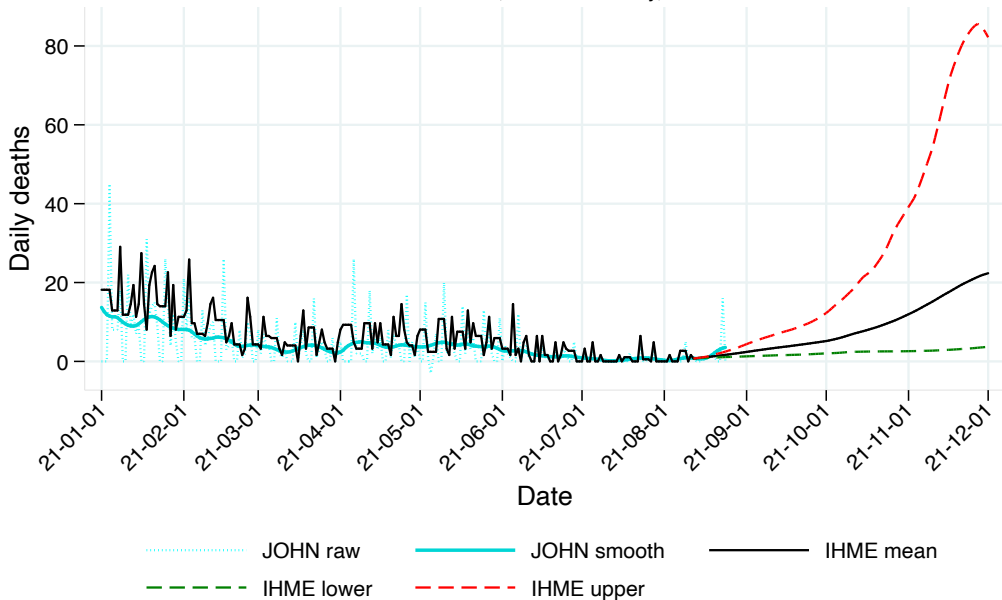 Daily deaths
80
60
40
20
0
21-01-01
21-02-01
21-03-01
21-04-01
21-05-01
21-06-01
21-07-01
21-08-01
21-09-01
21-10-01
21-11-01
21-12-01
Date
JOHN raw
JOHN smooth
IHME mean
IHME lower
IHME upper